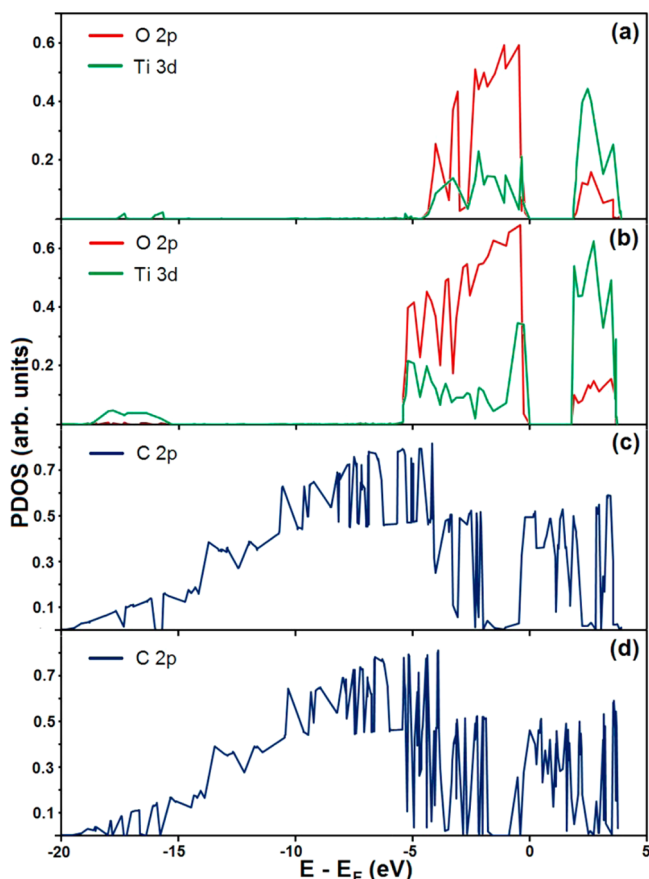 0.6
0.4
0.2
O 2p
Ti 3d
(a)
0.6
0.4
0.2
O 2p
Ti 3d
(b)
PDOS (arb. units)
0.7
0.5
0.3
0.1
C 2p
(c)
0.7
0.5
0.3
0.1
C 2p
(d)
-20 -15 -10 -5 0 5
E - E_F (eV)